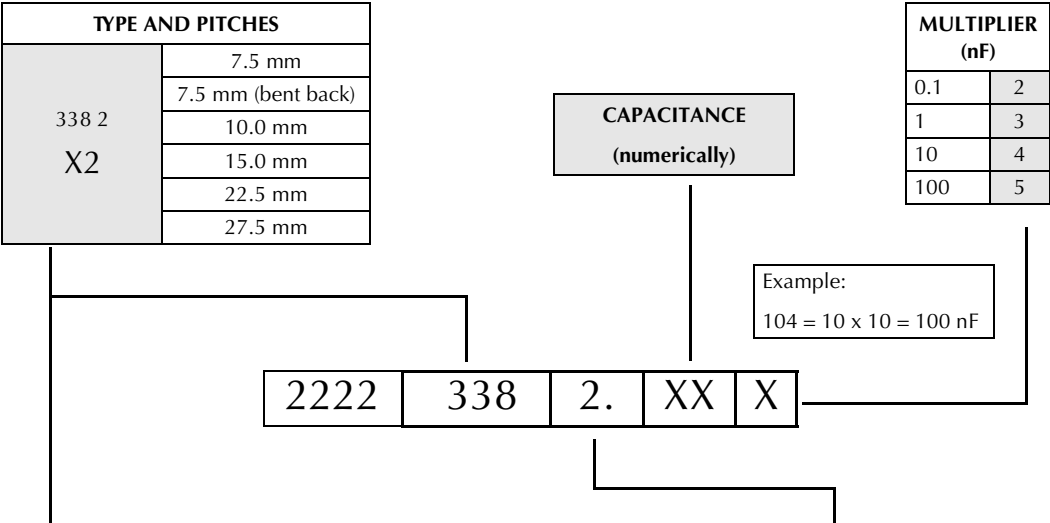 TYPE AND PITCHES
338 2
X2
7.5 mm
7.5 mm (bent back)
10.0 mm
15.0 mm
22.5 mm
27.5 mm
CAPACITANCE
(numerically)
MULTIPLIER
(nF)
0.1 2
1 3
10 4
100 5
Example:
104 = 10 x 10 = 100 nF
2222 338 2. XX X